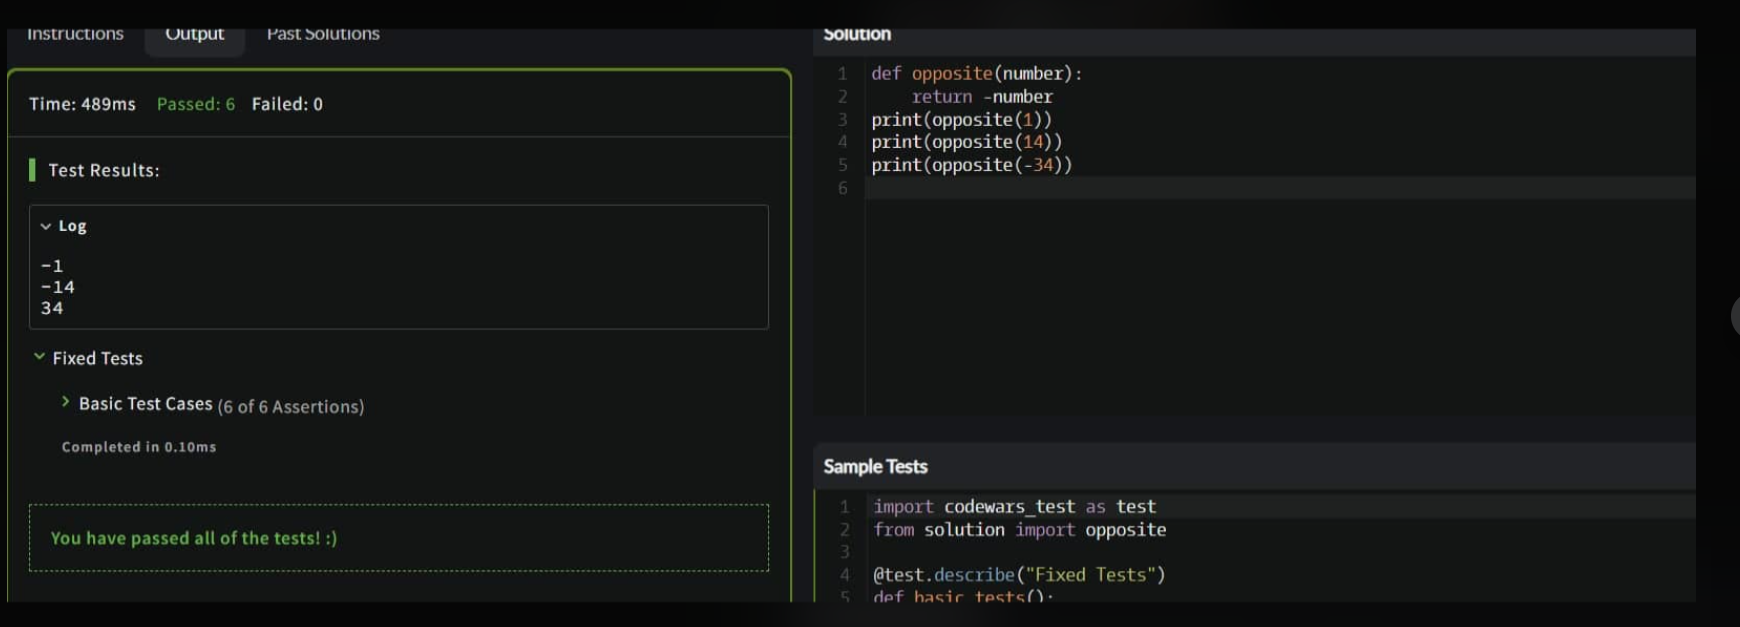 Instructions Output Past Solutions
Time: 489ms Passed: 6 Failed: 0
Test Results:
Log
-1
-14
34
Fixed Tests
Basic Test Cases (6 of 6 Assertions)
Completed in 0.10ms
You have passed all of the tests! :)
Solution
1 def opposite(number):
2     return -number
3 print(opposite(1))
4 print(opposite(14))
5 print(opposite(-34))
6
Sample Tests
1 import codewars_test as test
2 from solution import opposite
3
4 @test.describe("Fixed Tests")
5 def basic_tests():